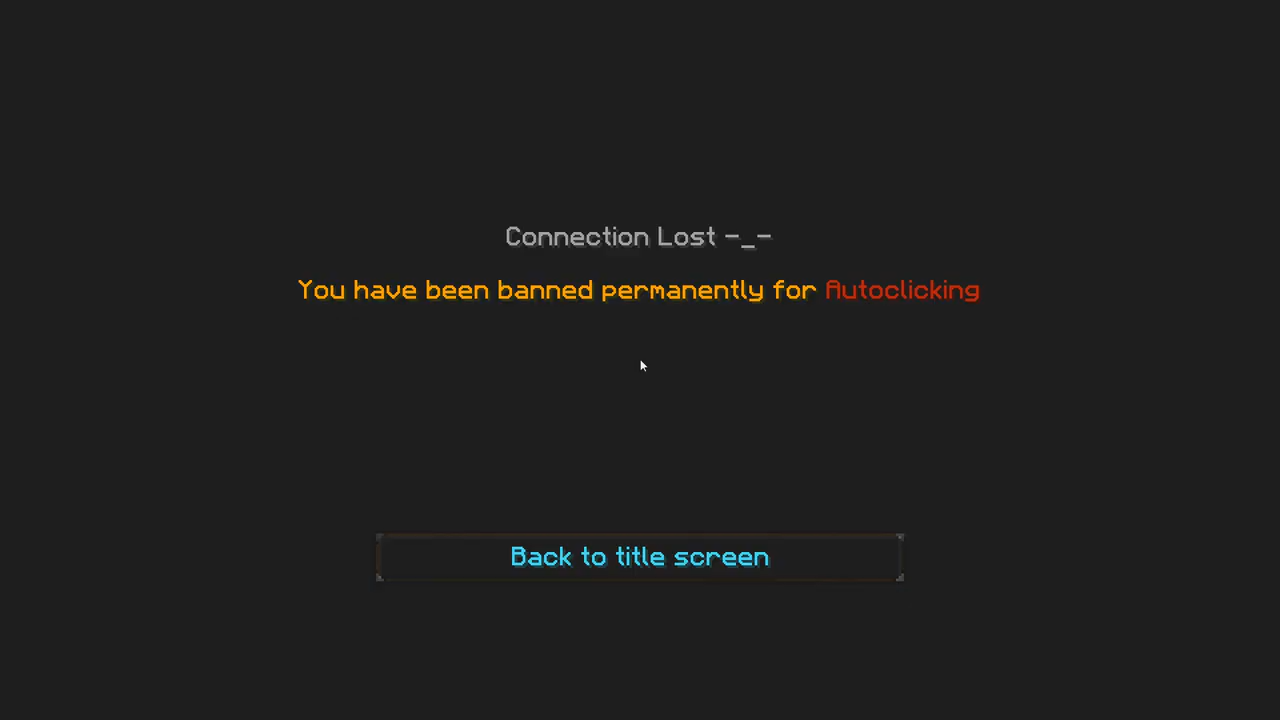 Connection Lost -_-
You have been banned permanently for Autoclicking
Back to title screen